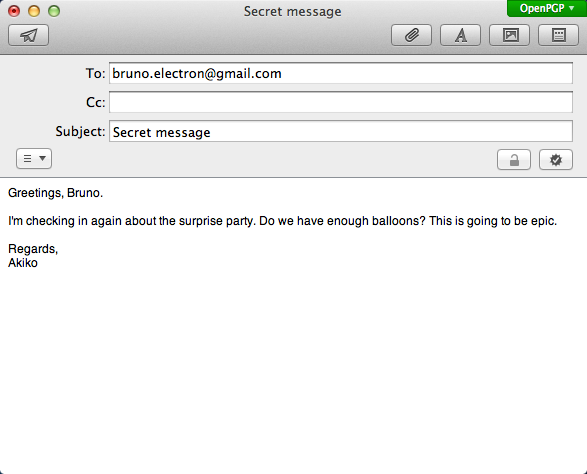 Secret message
OpenPGP
To: bruno.electron@gmail.com
Cc:
Subject: Secret message
Greetings, Bruno.
I'm checking in again about the surprise party. Do we have enough balloons? This is going to be epic.
Regards,
Akiko